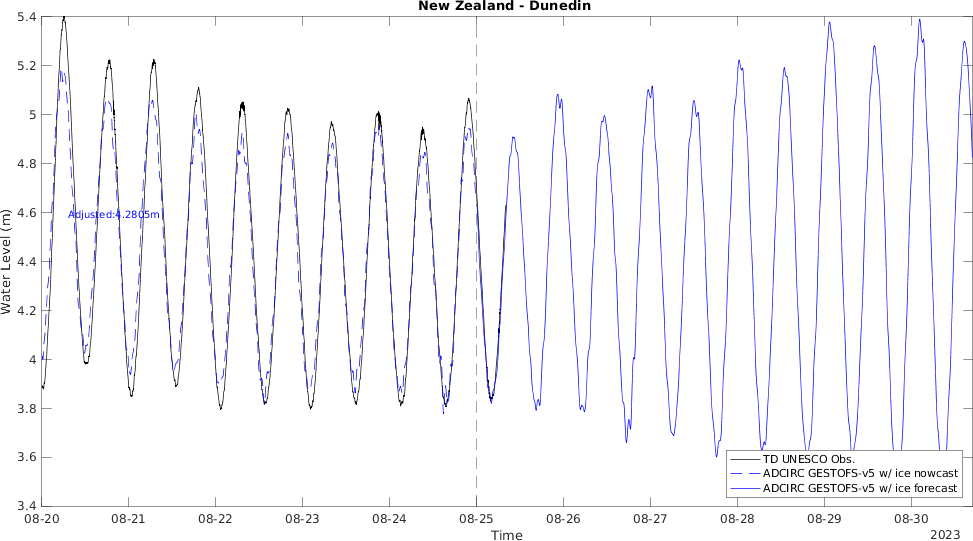 New Zealand - Dunedin
5.4
5.2
5
4.8
4.6
4.4
4.2
4
3.8
3.6
3.4
Water Level (m)
Adjusted:4.2805m
TD UNESCO Obs.
ADCIRC GESTOFS-v5 w/ ice nowcast
ADCIRC GESTOFS-v5 w/ ice forecast
08-20 08-21 08-22 08-23 08-24 08-25 08-26 08-27 08-28 08-29 08-30
Time
2023